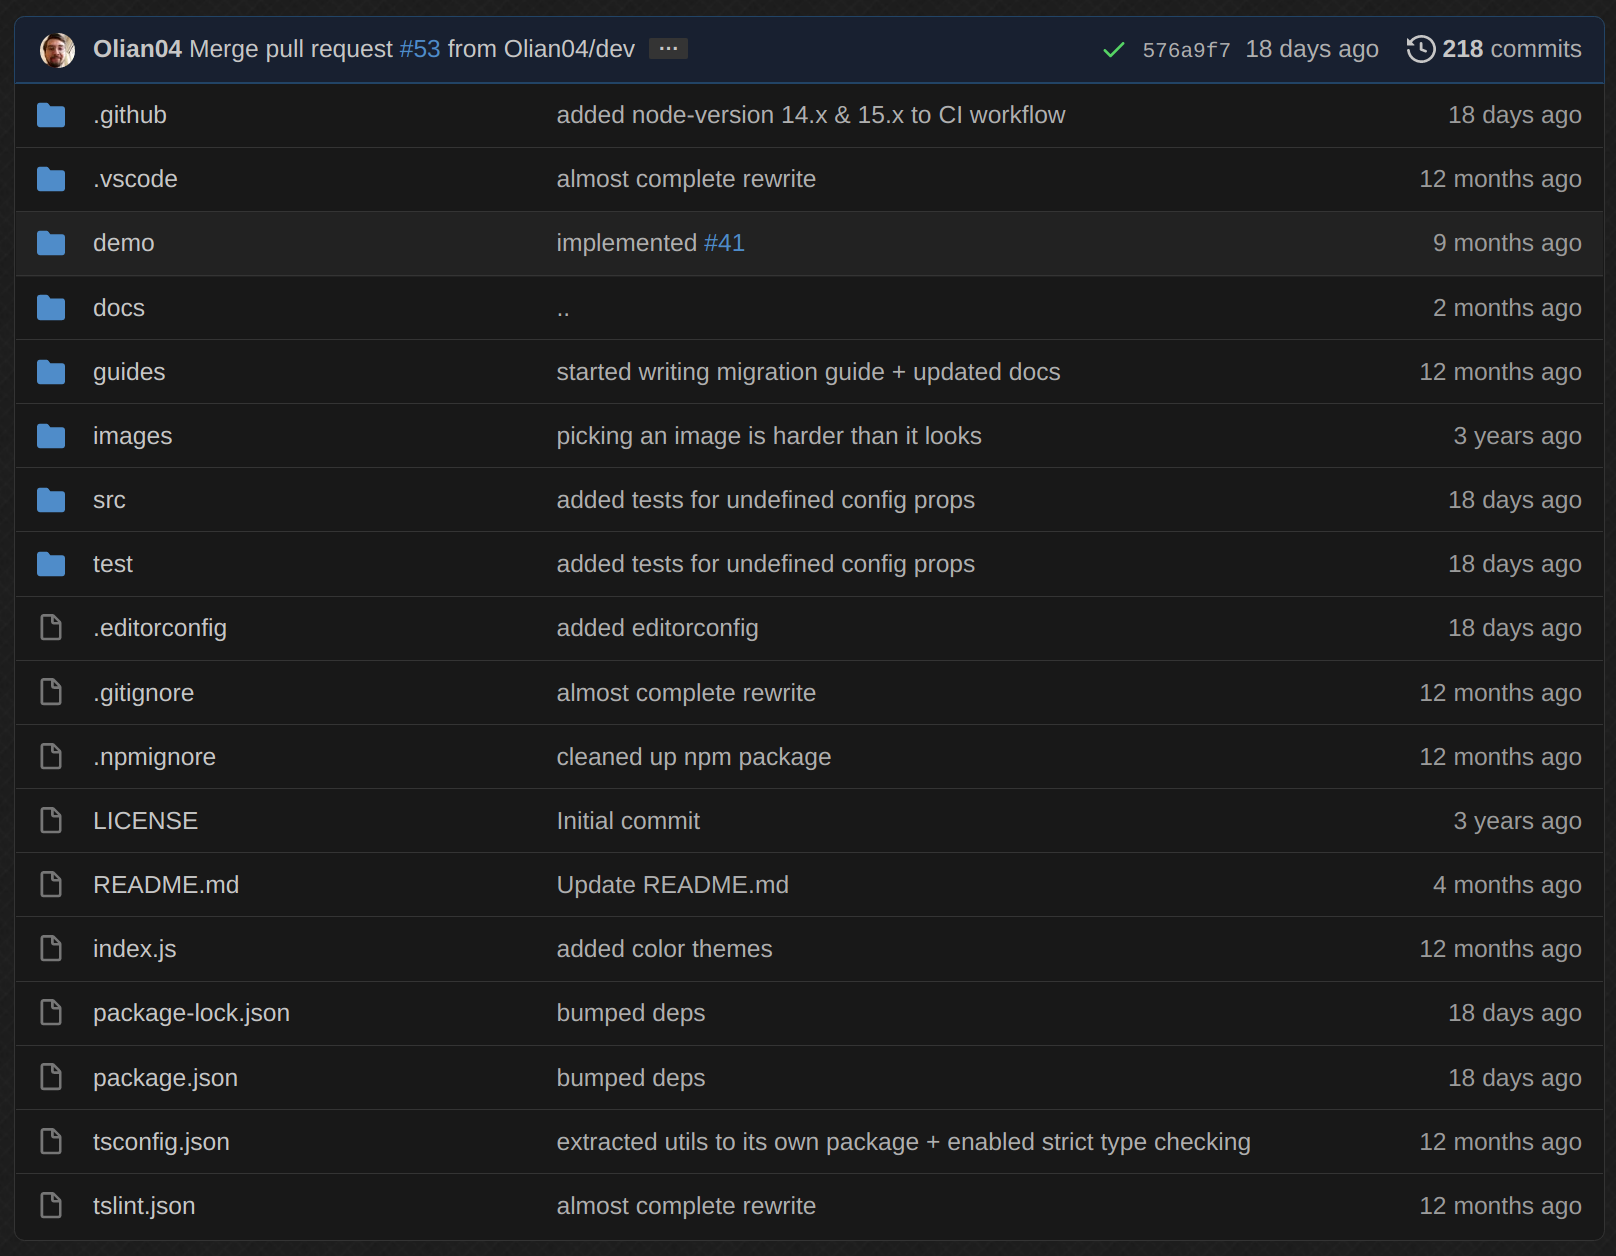 Olian04 Merge pull request #53 from Olian04/dev ... 576a9f7 18 days ago 218 commits
.github added node-version 14.x & 15.x to CI workflow 18 days ago
.vscode almost complete rewrite 12 months ago
demo implemented #41 9 months ago
docs .. 2 months ago
guides started writing migration guide + updated docs 12 months ago
images picking an image is harder than it looks 3 years ago
src added tests for undefined config props 18 days ago
test added tests for undefined config props 18 days ago
.editorconfig added editorconfig 18 days ago
.gitignore almost complete rewrite 12 months ago
.npmignore cleaned up npm package 12 months ago
LICENSE Initial commit 3 years ago
README.md Update README.md 4 months ago
index.js added color themes 12 months ago
package-lock.json bumped deps 18 days ago
package.json bumped deps 18 days ago
tsconfig.json extracted utils to its own package + enabled strict type checking 12 months ago
tslint.json almost complete rewrite 12 months ago